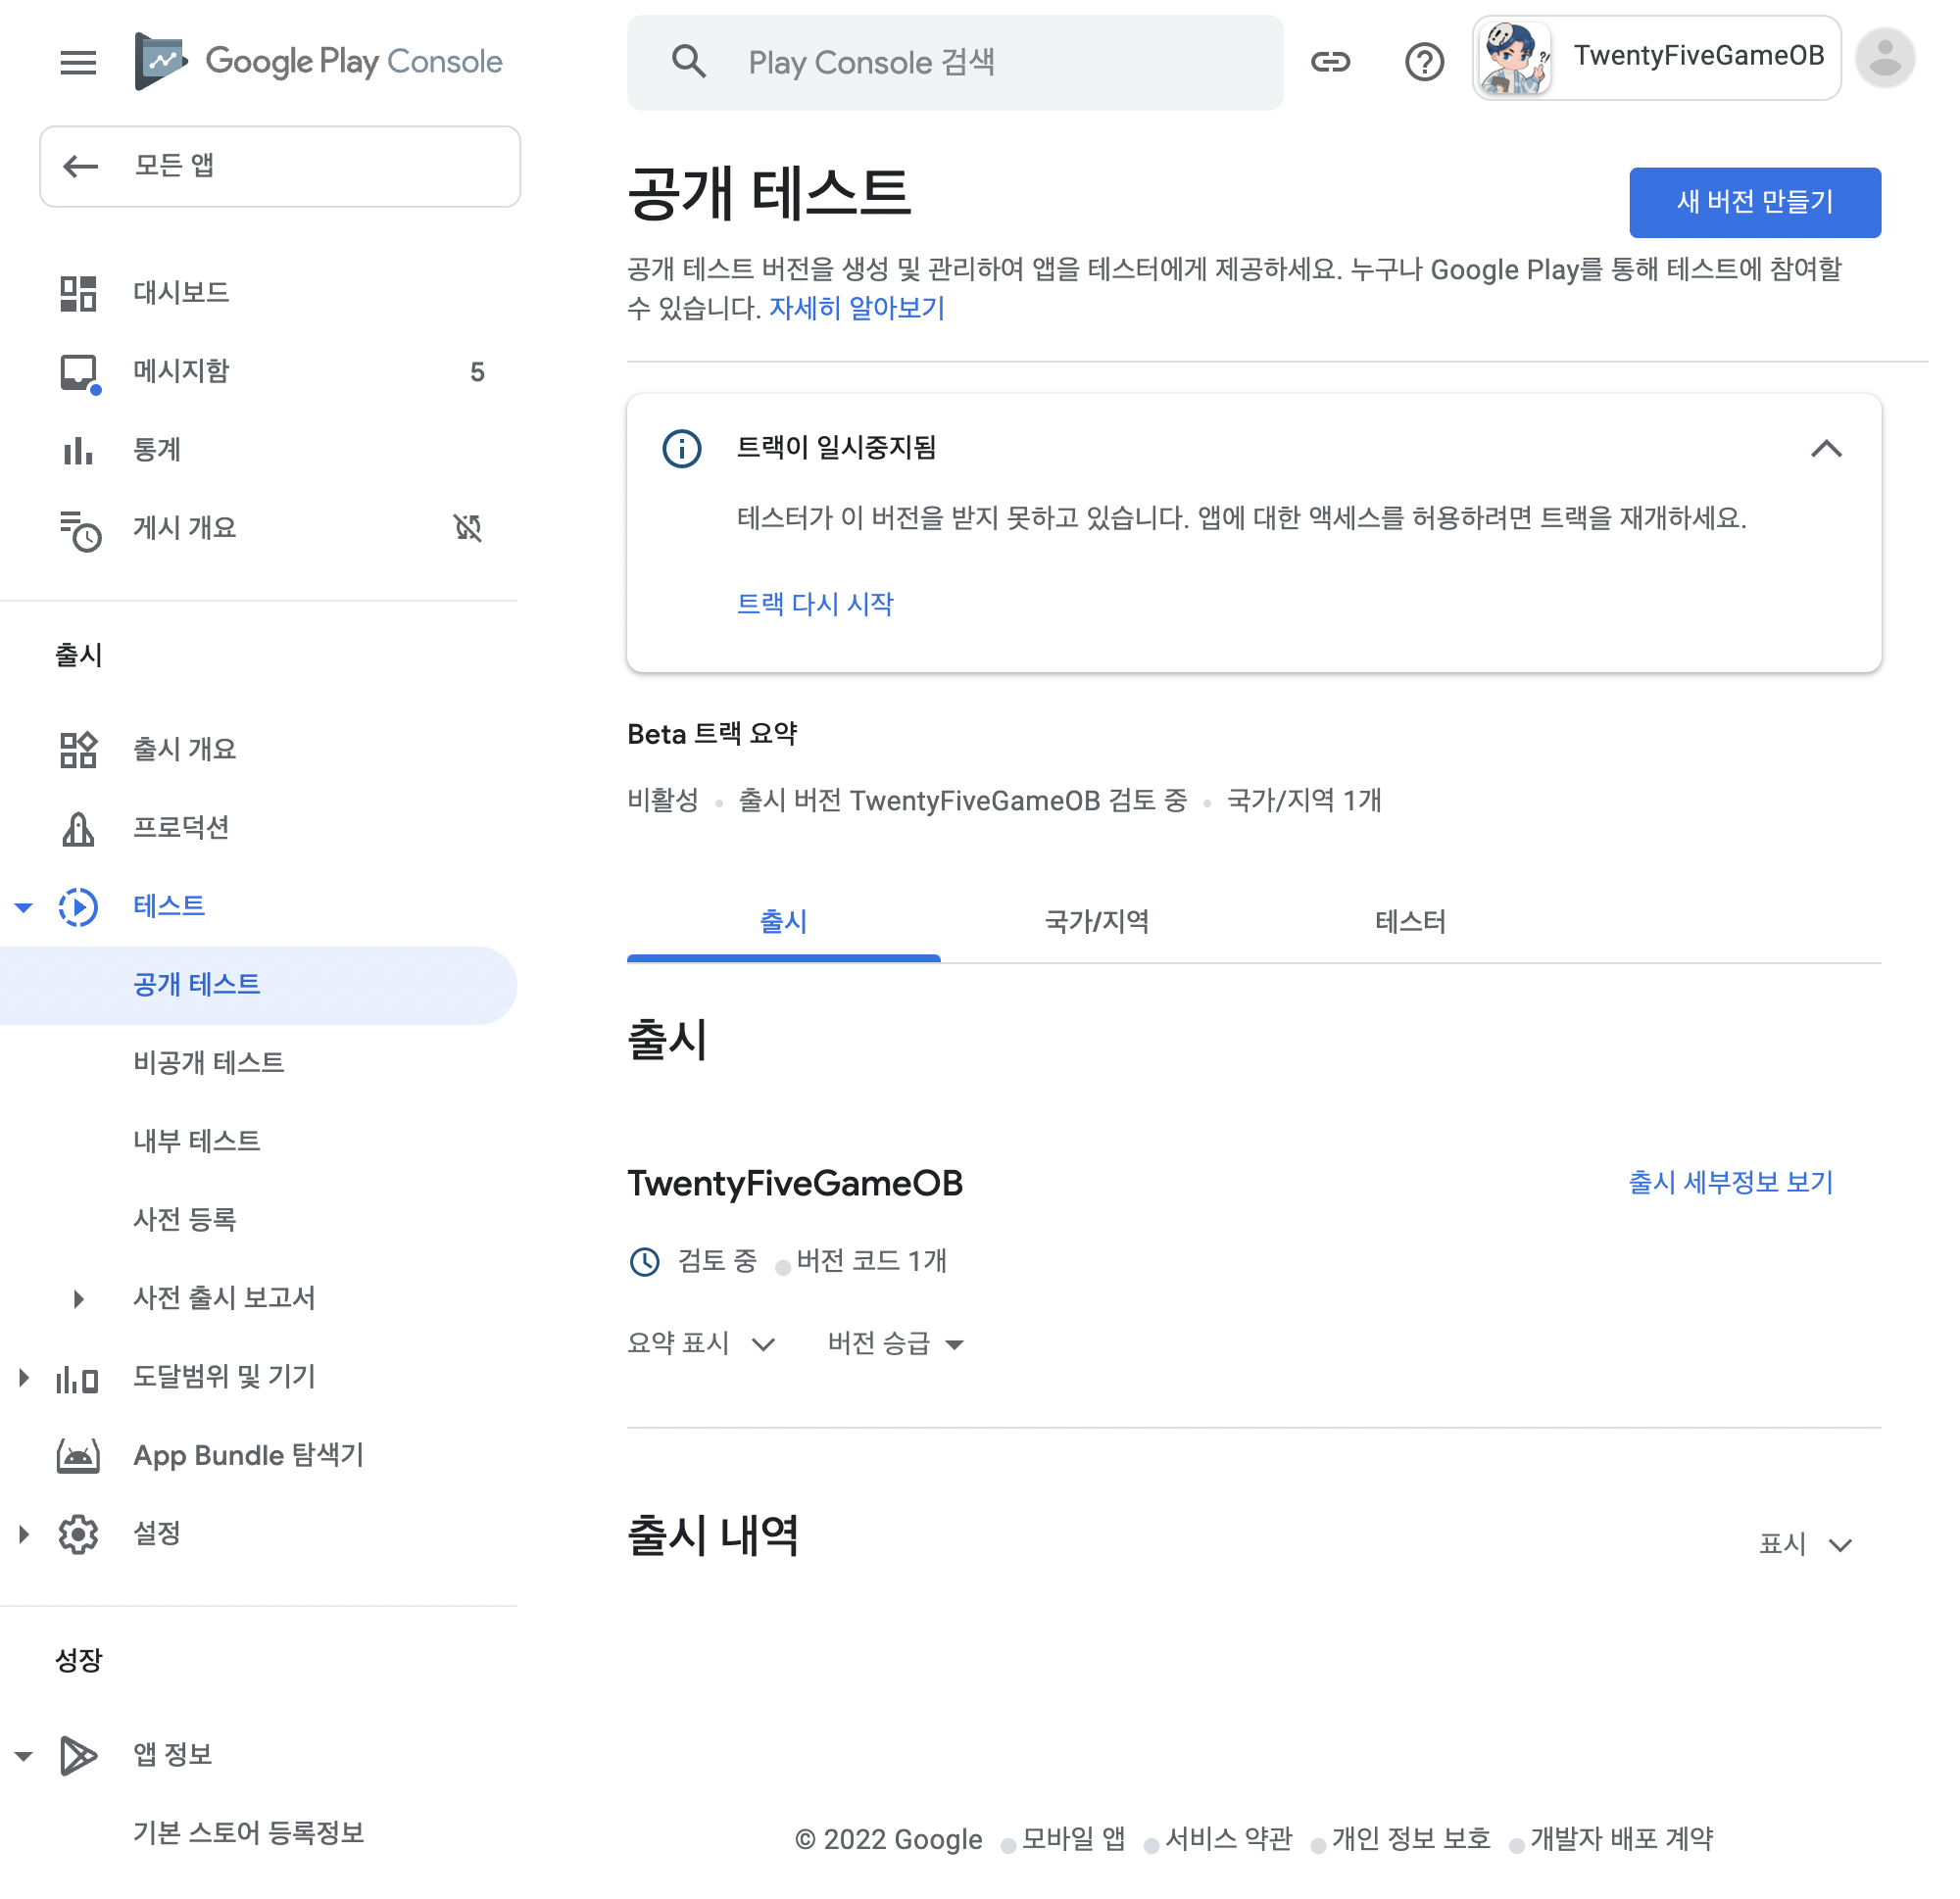 Google Play Console
Play Console 검색
TwentyFiveGameOB
모든 앱
대시보드
메시지함 5
통계
게시 개요
출시
출시 개요
프로덕션
테스트
공개 테스트
비공개 테스트
내부 테스트
사전 등록
사전 출시 보고서
도달범위 및 기기
App Bundle 탐색기
설정
성장
앱 정보
기본 스토어 등록정보
공개 테스트
새 버전 만들기
공개 테스트 버전을 생성 및 관리하여 앱을 테스터에게 제공하세요. 누구나 Google Play를 통해 테스트에 참여할
수 있습니다. 자세히 알아보기
트랙이 일시중지됨
테스터가 이 버전을 받지 못하고 있습니다. 앱에 대한 액세스를 허용하려면 트랙을 재개하세요.
트랙 다시 시작
Beta 트랙 요약
비활성 • 출시 버전 TwentyFiveGameOB 검토 중 • 국가/지역 1개
출시 국가/지역 테스터
출시
TwentyFiveGameOB
출시 세부정보 보기
검토 중 • 버전 코드 1개
요약 표시 버전 승급
출시 내역
표시
© 2022 Google • 모바일 앱 • 서비스 약관 • 개인 정보 보호 • 개발자 배포 계약